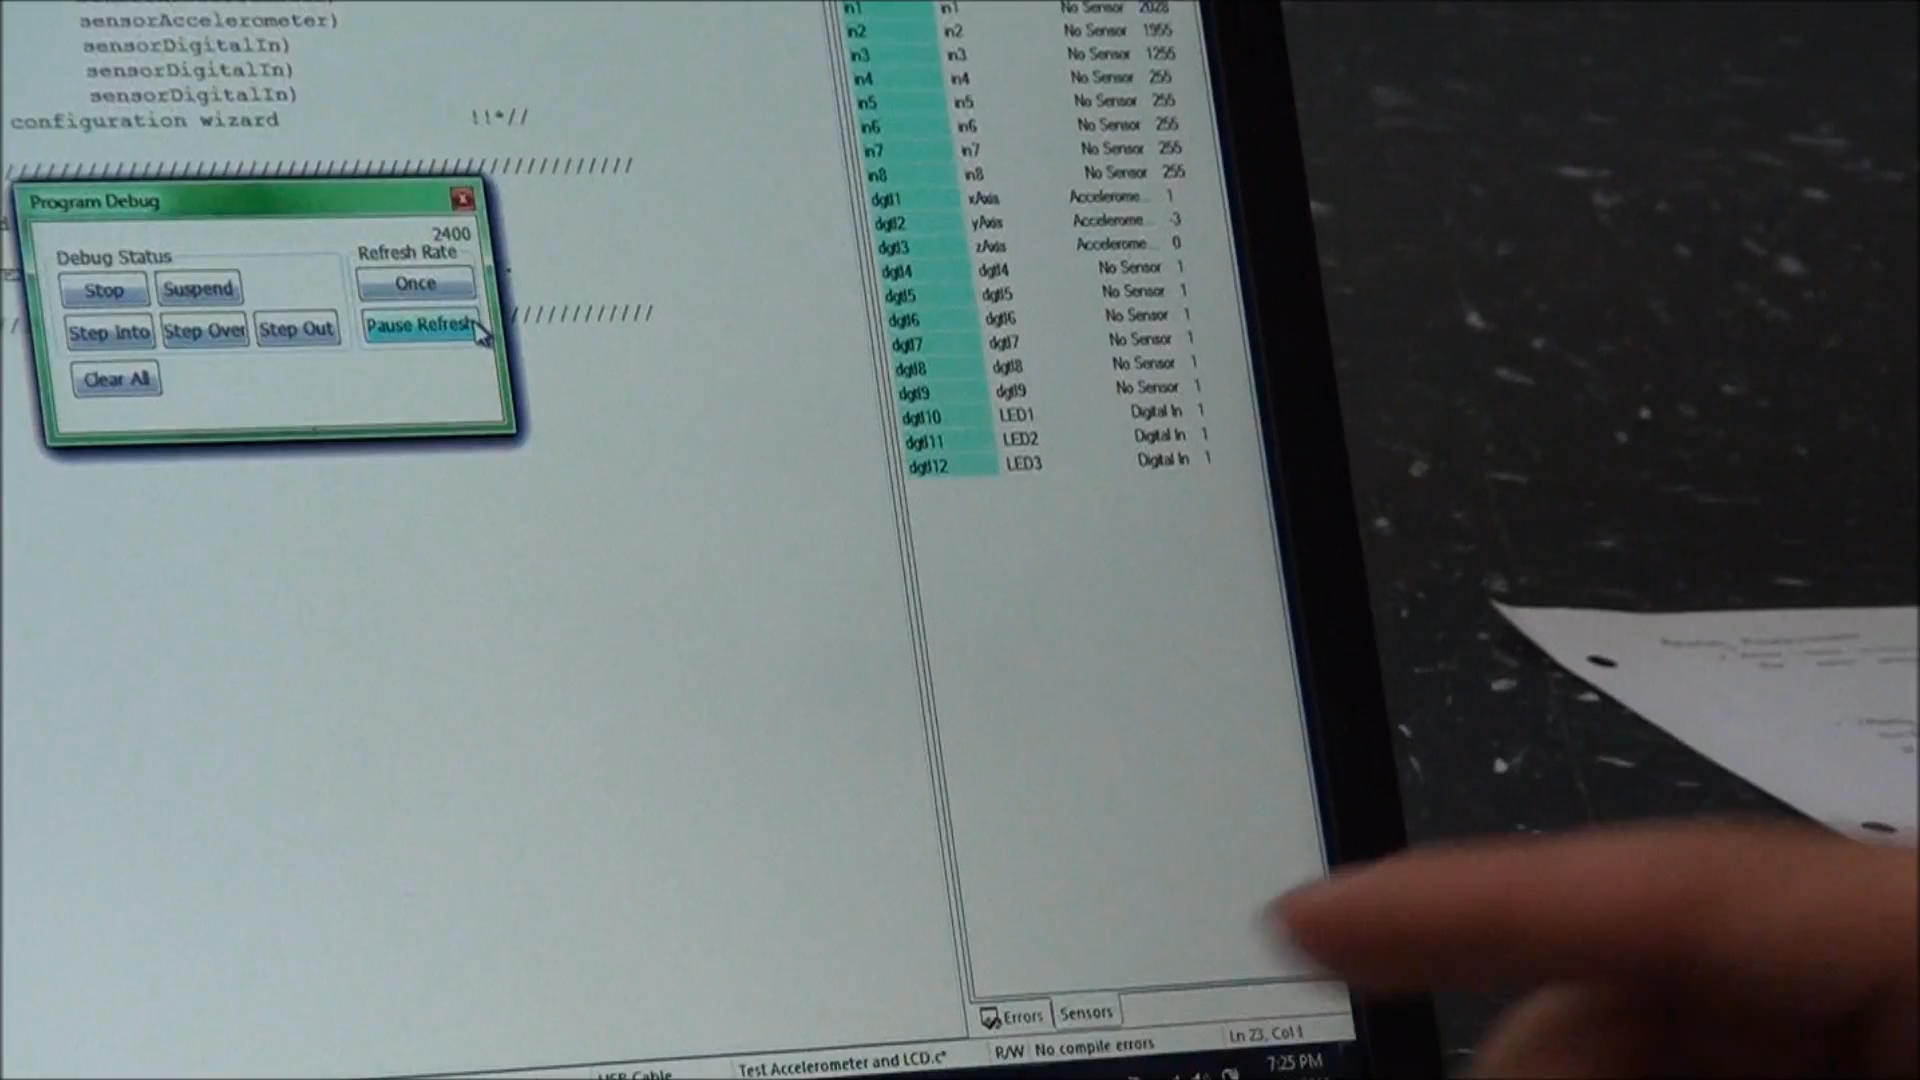 sensorAccelerometer)
sensorDigitalIn)
sensorDigitalIn)
sensorDigitalIn)
configuration wizard !!*//
Program Debug
2400
Debug Status
Refresh Rate
Stop Suspend
Once
Step Into Step Over Step Out
Pause Refresh
Clear All
in1 in1 No Sensor 2028
in2 in2 No Sensor 1955
in3 in3 No Sensor 1255
in4 in4 No Sensor 255
in5 in5 No Sensor 255
in6 in6 No Sensor 255
in7 in7 No Sensor 255
in8 in8 No Sensor 255
dgtl1 xAxis Accelerome... 1
dgtl2 yAxis Accelerome... -3
dgtl3 zAxis Accelerome... 0
dgtl4 dgtl4 No Sensor 1
dgtl5 dgtl5 No Sensor 1
dgtl6 dgtl6 No Sensor 1
dgtl7 dgtl7 No Sensor 1
dgtl8 dgtl8 No Sensor 1
dgtl9 dgtl9 No Sensor 1
dgtl10 LED1 Digital In 1
dgtl11 LED2 Digital In 1
dgtl12 LED3 Digital In 1
Errors Sensors
USB Cable Test Accelerometer and LCD.c* R/W No compile errors Ln 23, Col 1
7:25 PM